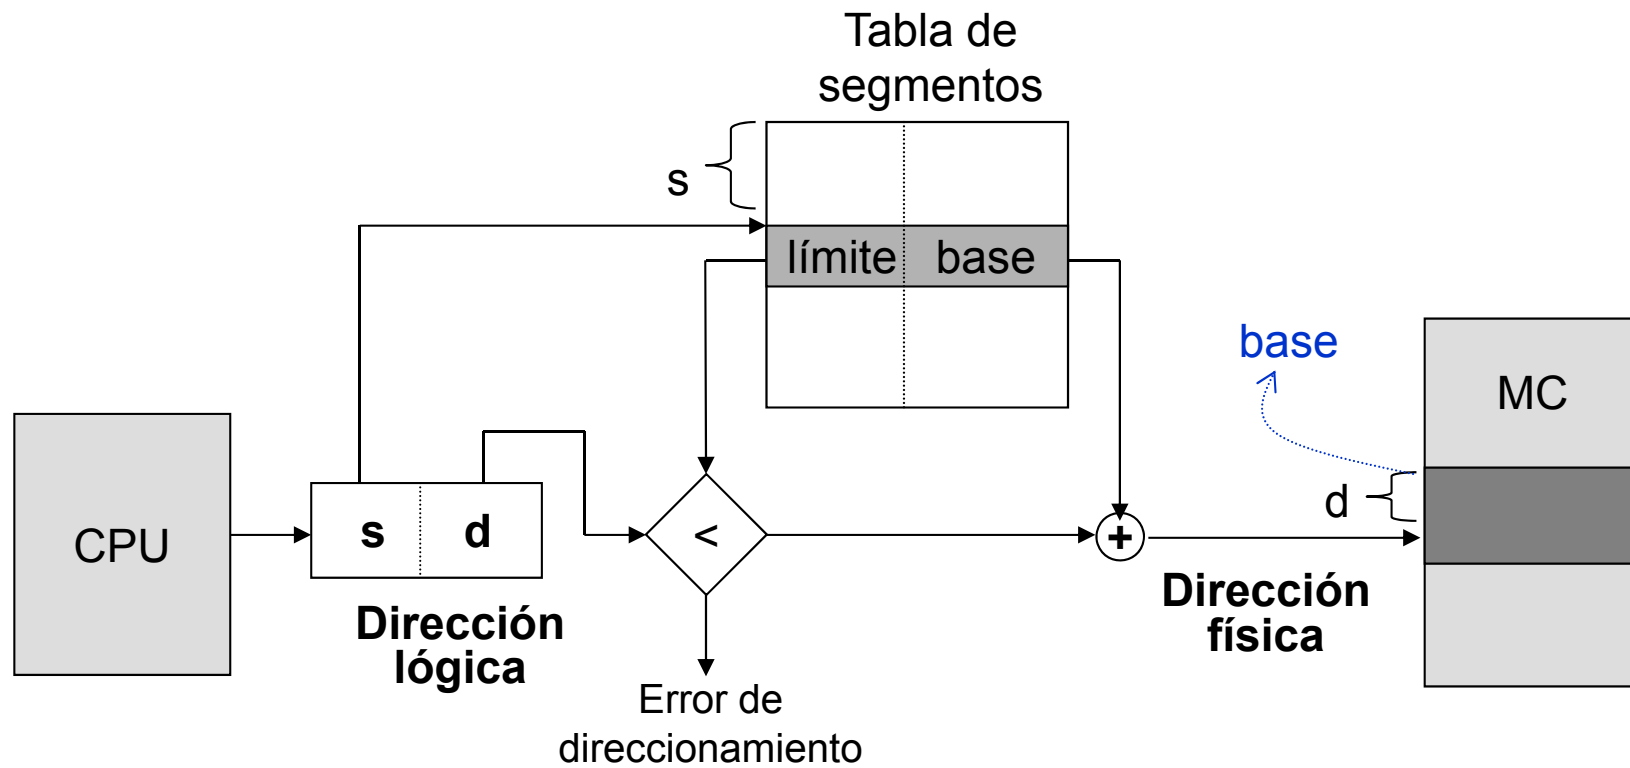 Tabla de
segmentos
s
límite base
base
MC
CPU
s d
<
+
d
Dirección
lógica
Dirección
física
Error de
direccionamiento